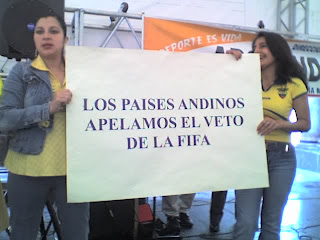 DEPORTE ES VIDA
LOS PAISES ANDINOS
APELAMOS EL VETO
DE LA FIFA